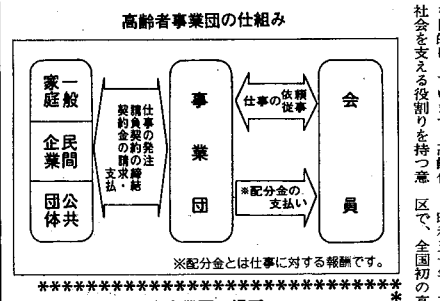 高齢者事業団の仕組み
一般
家庭
民間
企業
公共
団体
仕事の発注
請負契約の締結
契約金の請求・
支払
事業団
仕事の依頼
従事
※配分金の
支払い
会員
※配分金とは仕事に対する報酬です。
社会を支える役割りを持つ意
区で、全国初の